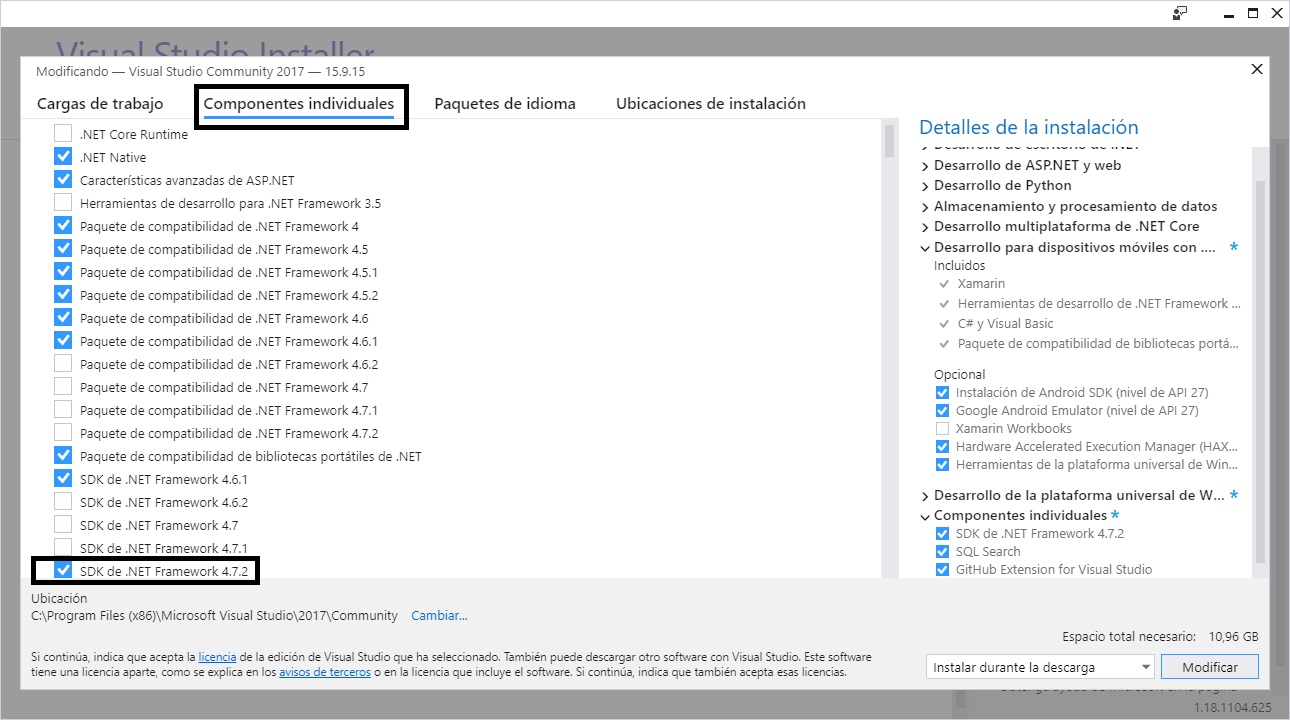 Visual Studio Installer
Modificando — Visual Studio Community 2017 — 15.9.15
Cargas de trabajo
Componentes individuales
Paquetes de idioma
Ubicaciones de instalación
.NET Core Runtime
.NET Native
Características avanzadas de ASP.NET
Herramientas de desarrollo para .NET Framework 3.5
Paquete de compatibilidad de .NET Framework 4
Paquete de compatibilidad de .NET Framework 4.5
Paquete de compatibilidad de .NET Framework 4.5.1
Paquete de compatibilidad de .NET Framework 4.5.2
Paquete de compatibilidad de .NET Framework 4.6
Paquete de compatibilidad de .NET Framework 4.6.1
Paquete de compatibilidad de .NET Framework 4.6.2
Paquete de compatibilidad de .NET Framework 4.7
Paquete de compatibilidad de .NET Framework 4.7.1
Paquete de compatibilidad de .NET Framework 4.7.2
Paquete de compatibilidad de bibliotecas portátiles de .NET
SDK de .NET Framework 4.6.1
SDK de .NET Framework 4.6.2
SDK de .NET Framework 4.7
SDK de .NET Framework 4.7.1
SDK de .NET Framework 4.7.2
Detalles de la instalación
Desarrollo de escritorio de .NET
Desarrollo de ASP.NET y web
Desarrollo de Python
Almacenamiento y procesamiento de datos
Desarrollo multiplataforma de .NET Core
Desarrollo para dispositivos móviles con .... *
Incluidos
Xamarin
Herramientas de desarrollo de .NET Framework ...
C# y Visual Basic
Paquete de compatibilidad de bibliotecas portá...
Opcional
Instalación de Android SDK (nivel de API 27)
Google Android Emulator (nivel de API 27)
Xamarin Workbooks
Hardware Accelerated Execution Manager (HAX...
Herramientas de la plataforma universal de Win...
Desarrollo de la plataforma universal de W... *
Componentes individuales *
SDK de .NET Framework 4.7.2
SQL Search
GitHub Extension for Visual Studio
Ubicación
C:\Program Files (x86)\Microsoft Visual Studio\2017\Community Cambiar...
Espacio total necesario: 10,96 GB
Si continúa, indica que acepta la licencia de la edición de Visual Studio que ha seleccionado. También puede descargar otro software con Visual Studio. Este software
tiene una licencia aparte, como se explica en los avisos de terceros o en la licencia que incluye el software. Si continúa, indica que también acepta esas licencias.
Instalar durante la descarga
Modificar
1.18.1104.625